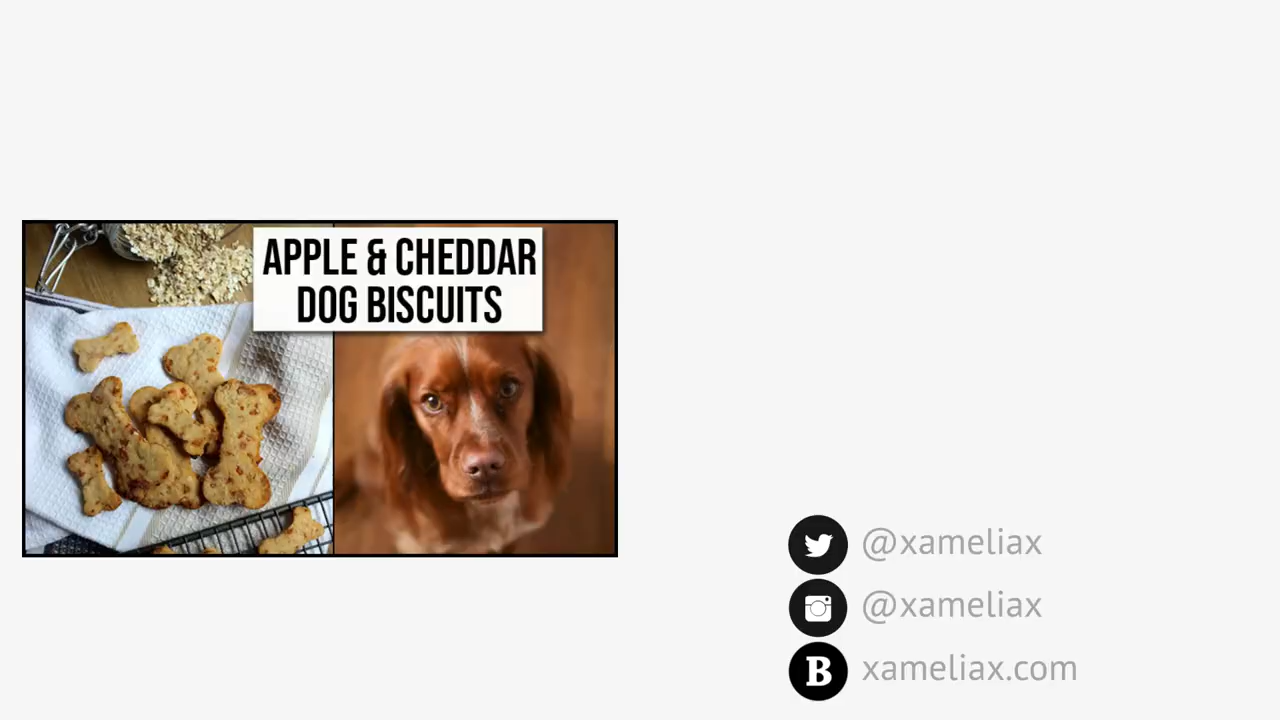 APPLE & CHEDDAR
DOG BISCUITS
@xameliax
@xameliax
B
xameliax.com